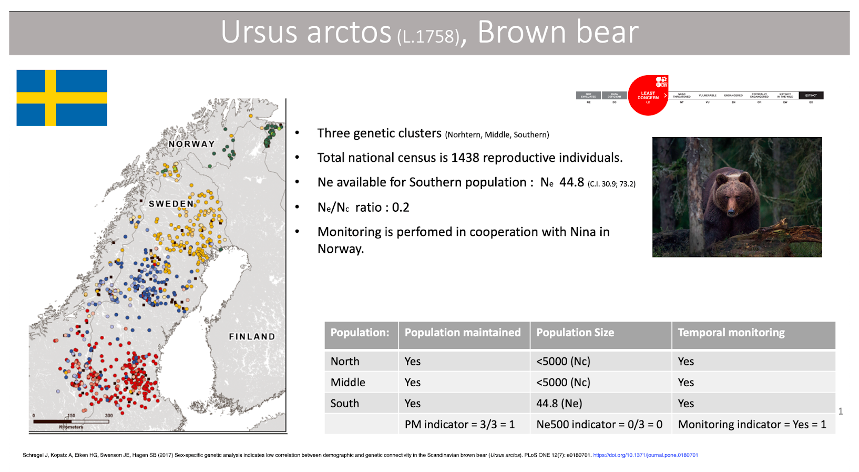 Ursus arctos (L.1758), Brown bear
LEAST
CONCERN
LC
VULNERABLE
ENDANGERED
EXTINCT
NORWAY
SWEDEN
FINLAND
0 150 300
Kilometers
• Three genetic clusters (Norhtern, Middle, Southern)
• Total national census is 1438 reproductive individuals.
• Ne available for Southern population : Ne 44.8 (C.I. 30.9; 73.2)
• Ne/Nc ratio : 0.2
• Monitoring is perfomed in cooperation with Nina in
Norway.
Population: Population maintained Population Size Temporal monitoring
North Yes <5000 (Nc) Yes
Middle Yes <5000 (Nc) Yes
South Yes 44.8 (Ne) Yes
PM indicator = 3/3 = 1 Ne500 indicator = 0/3 = 0 Monitoring indicator = Yes = 1
1
Schregel J, Kopatz A, Eiken HG, Swenson JE, Hagen SB (2017) Sex-specific genetic analysis indicates low correlation between demographic and genetic connectivity in the Scandinavian brown bear (Ursus arctos). PLoS ONE 12(7): e0180701. https://doi.org/10.1371/journal.pone.0180701